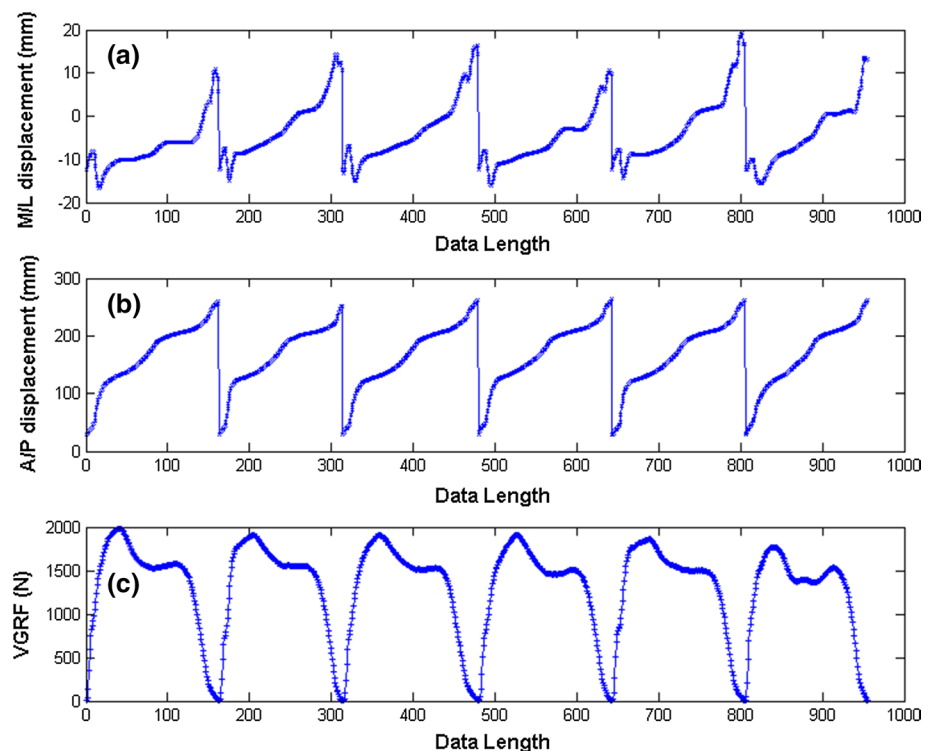 (a)
M/L displacement (mm)
20
10
0
-10
-20
0 100 200 300 400 500 600 700 800 900 1000
Data Length
(b)
A/P displacement (mm)
300
200
100
0
0 100 200 300 400 500 600 700 800 900 1000
Data Length
(c)
VGRF (N)
2000
1500
1000
500
0
0 100 200 300 400 500 600 700 800 900 1000
Data Length